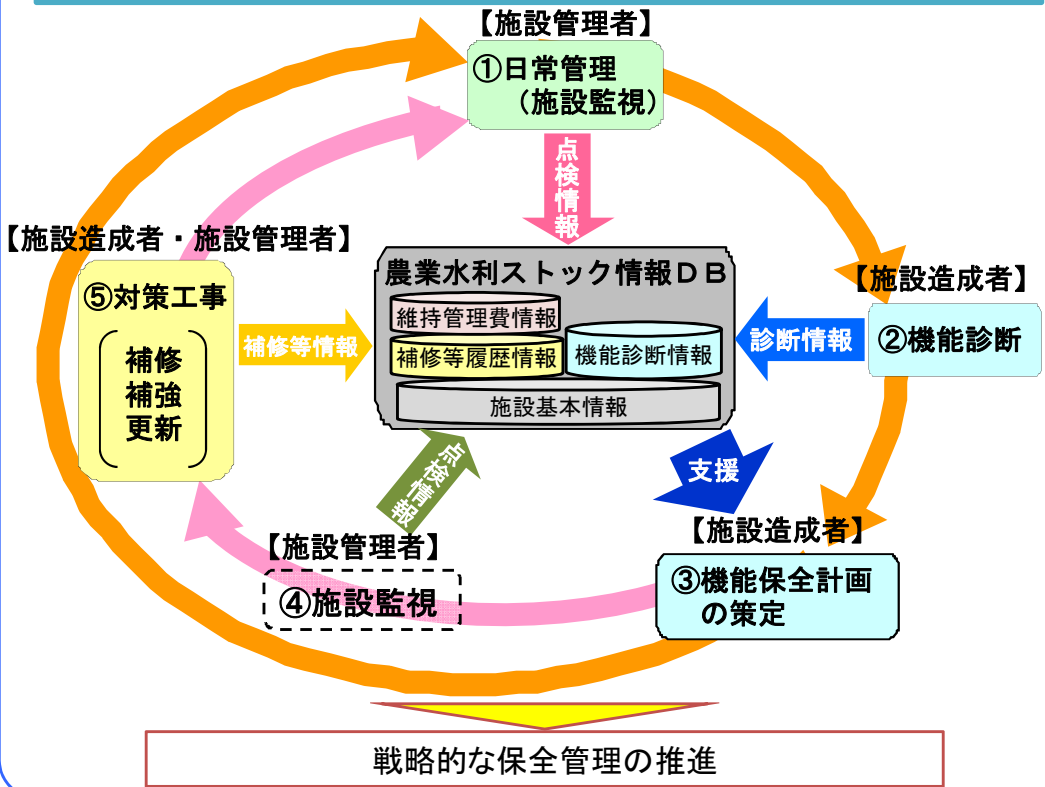 【施設管理者】
①日常管理
（施設監視）
点検情報
【施設造成者・施設管理者】
⑤対策工事
補修
補強
更新
補修等情報
農業水利ストック情報ＤＢ
維持管理費情報
補修等履歴情報
機能診断情報
施設基本情報
診断情報
【施設造成者】
②機能診断
支援
点検情報
【施設造成者】
③機能保全計画
の策定
【施設管理者】
④施設監視
戦略的な保全管理の推進